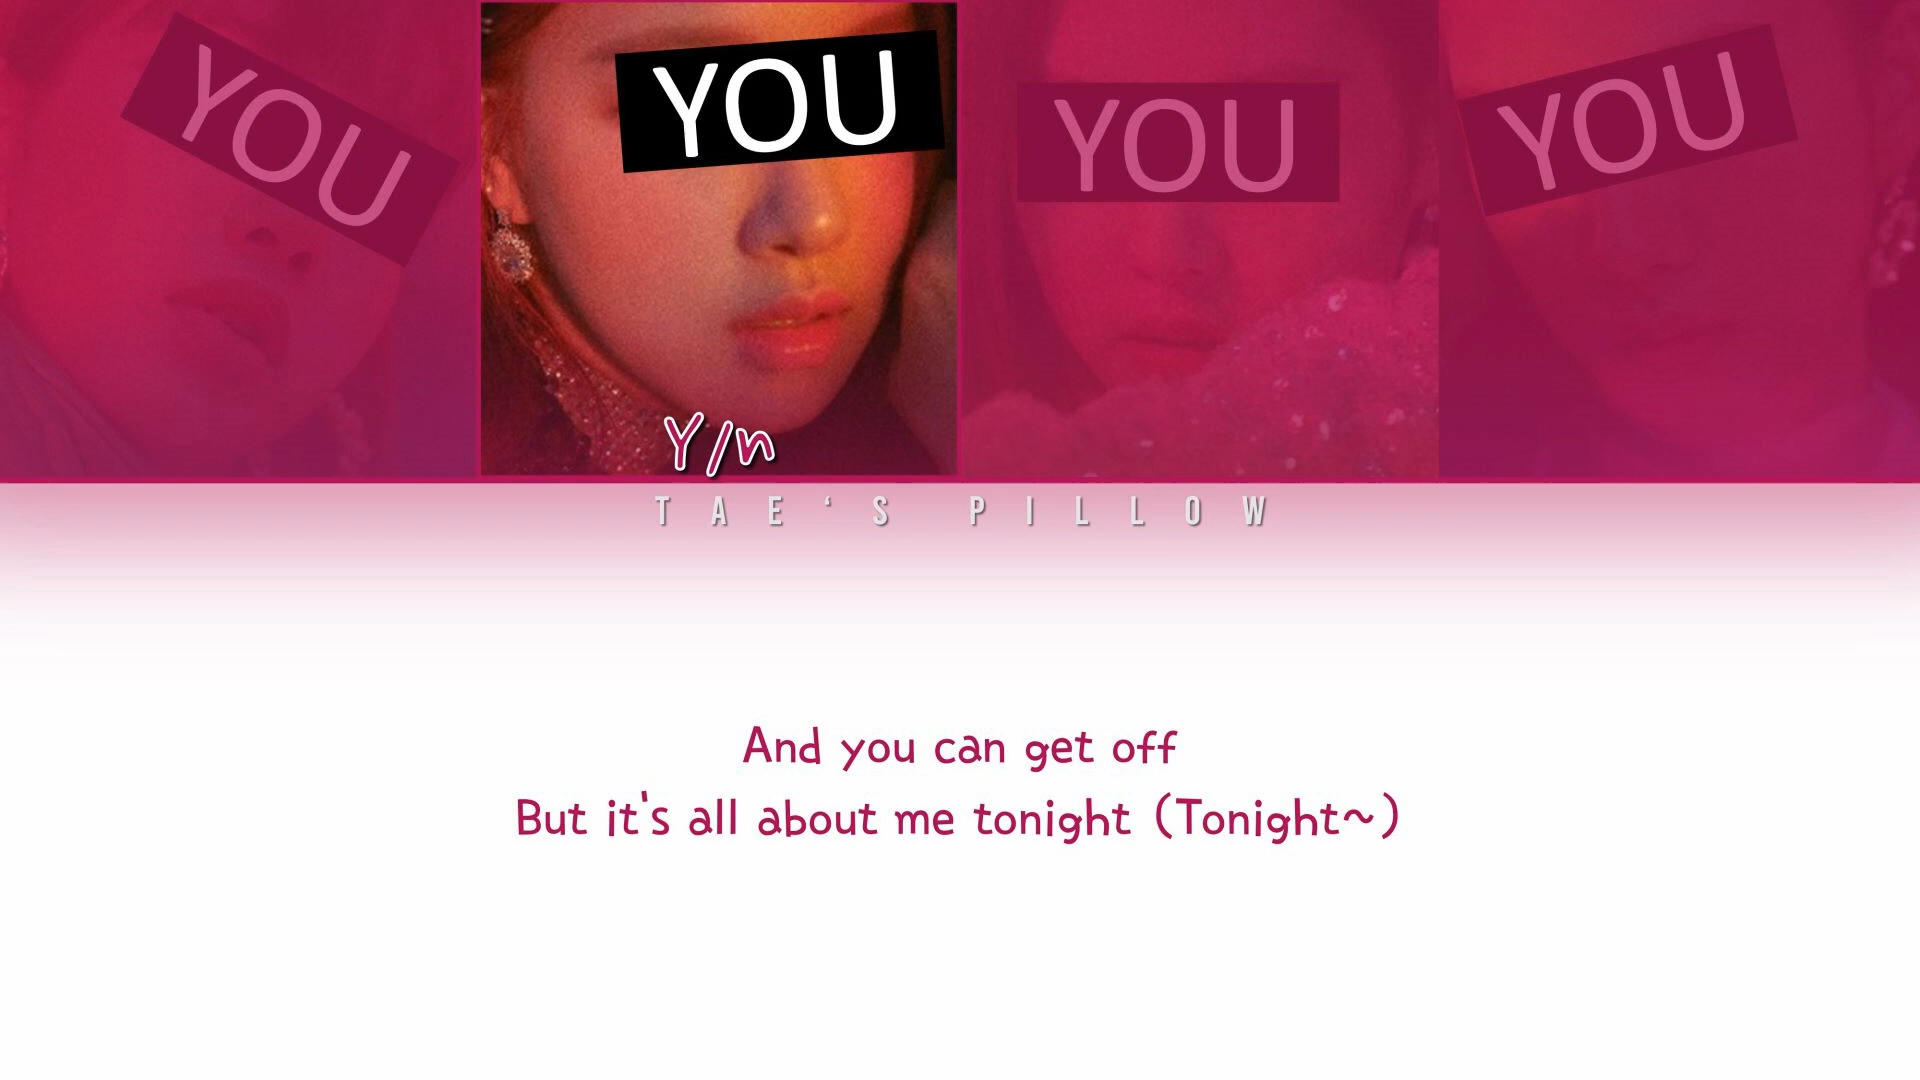 YOU
YOU
YOU
YOU
Y/n
TAE‘S PILLOW
And you can get off
But it's all about me tonight (Tonight~)